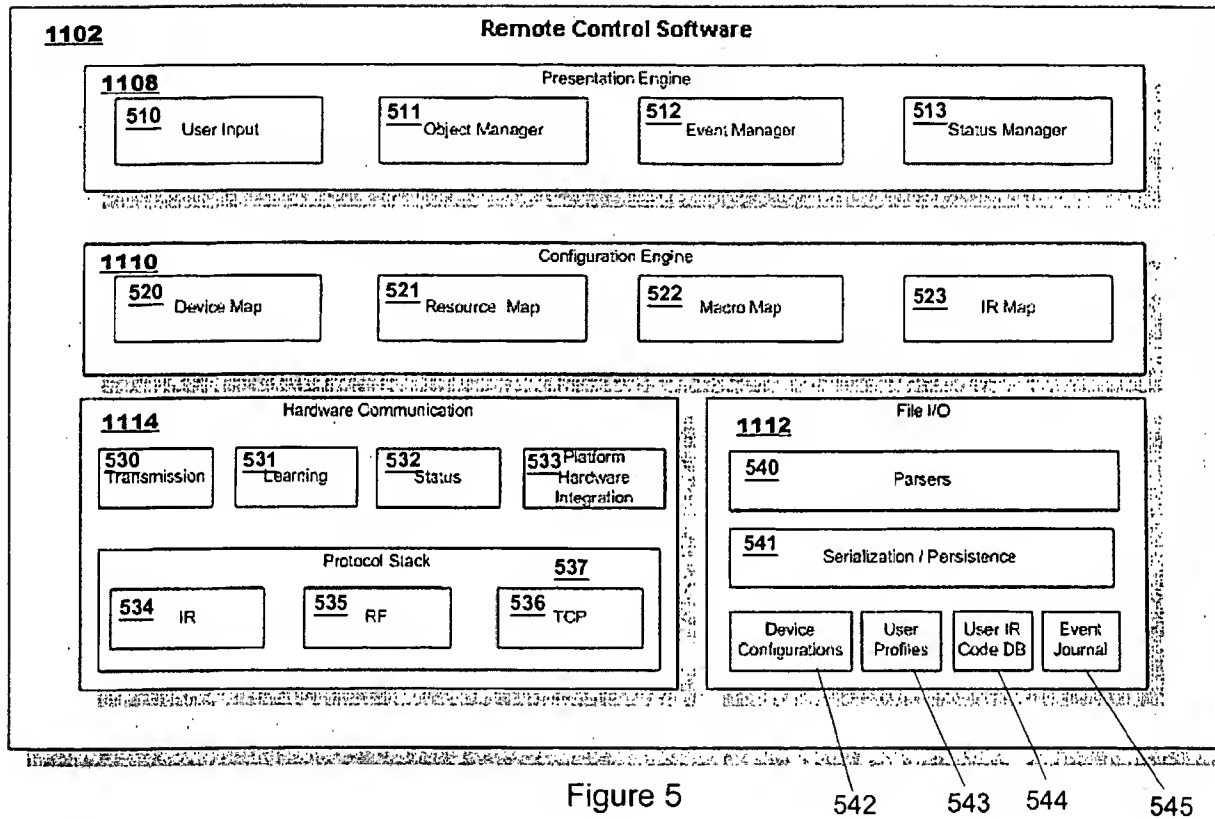 1102 Remote Control Software
1108 Presentation Engine
510 User Input
511 Object Manager
512 Event Manager
513 Status Manager
1110 Configuration Engine
520 Device Map
521 Resource Map
522 Macro Map
523 IR Map
1114 Hardware Communication
530 Transmission
531 Learning
532 Status
533 Platform
Hardware
Integration
Protocol Stack 537
534 IR
535 RF
536 TCP
File I/O
1112
540 Parsers
541 Serialization / Persistence
Device
Configurations
User
Profiles
User IR
Code DB
Event
Journal
Figure 5
542 543 544 545